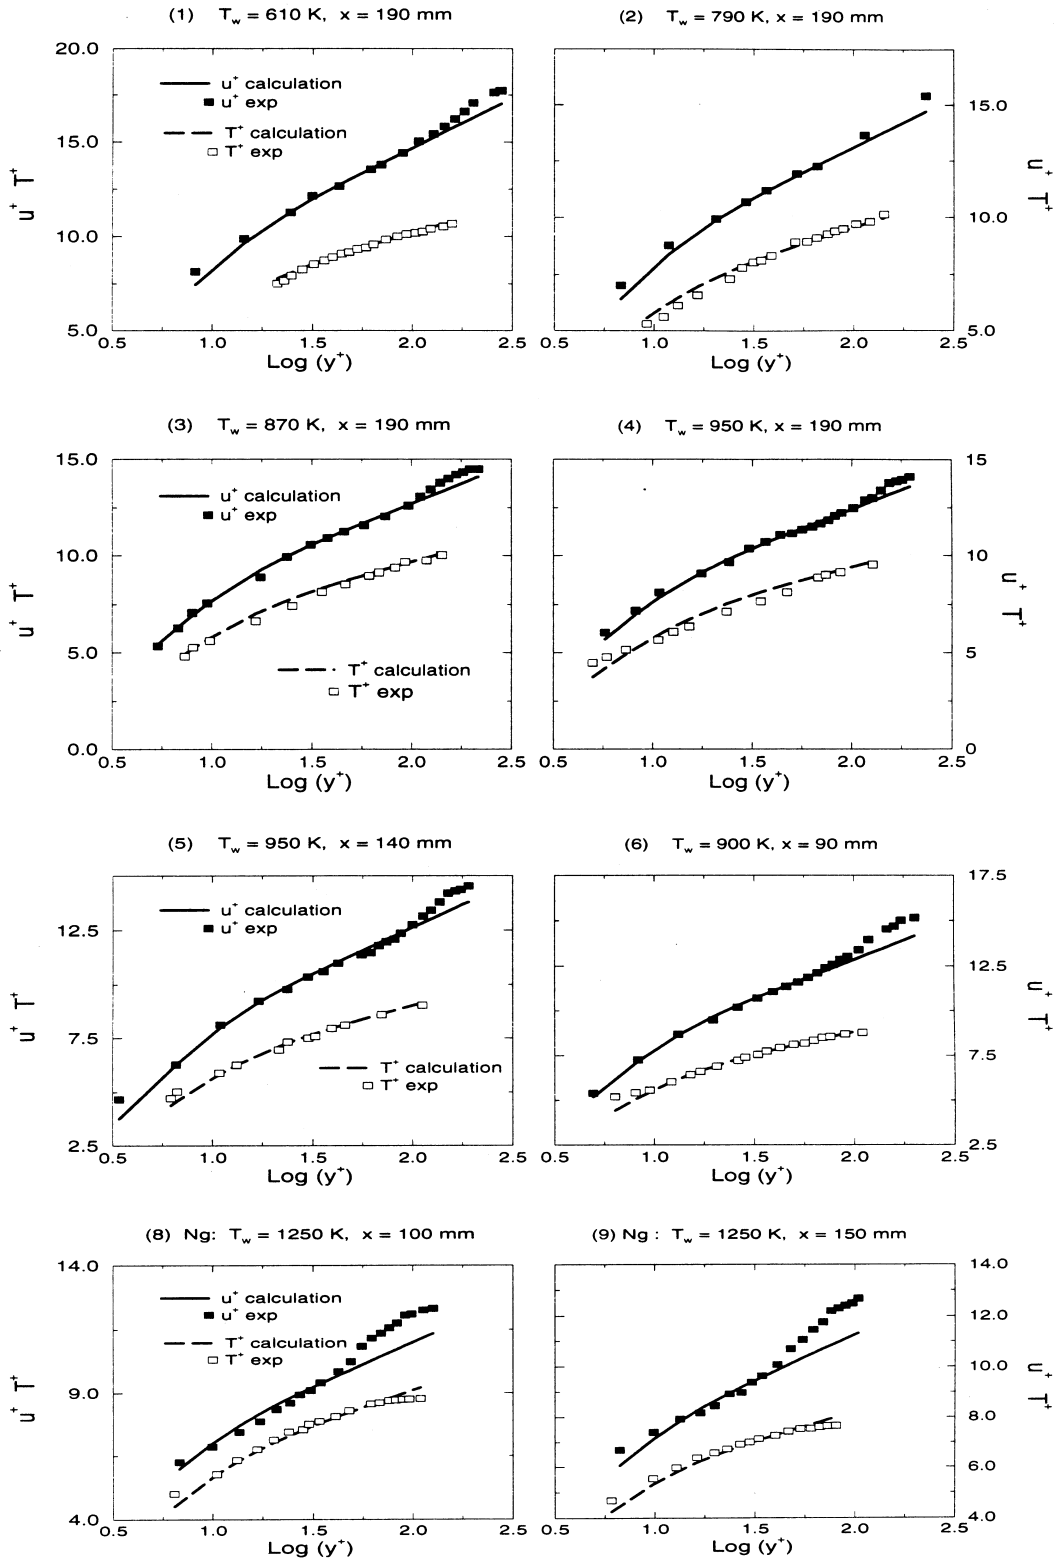 (1) T_w = 610 K, x = 190 mm
20.0
15.0
10.0
5.0
u⁺ T⁺
u⁺ calculation
u⁺ exp
T⁺ calculation
T⁺ exp
0.5 1.0 1.5 2.0 2.5
Log (y⁺)
(2) T_w = 790 K, x = 190 mm
15.0
10.0
5.0
u⁺ T⁺
0.5 1.0 1.5 2.0 2.5
Log (y⁺)
(3) T_w = 870 K, x = 190 mm
15.0
10.0
5.0
0.0
u⁺ T⁺
u⁺ calculation
u⁺ exp
T⁺ calculation
T⁺ exp
0.5 1.0 1.5 2.0 2.5
Log (y⁺)
(4) T_w = 950 K, x = 190 mm
15
10
5
0
u⁺ T⁺
0.5 1.0 1.5 2.0 2.5
Log (y⁺)
(5) T_w = 950 K, x = 140 mm
12.5
7.5
2.5
u⁺ T⁺
u⁺ calculation
u⁺ exp
T⁺ calculation
T⁺ exp
0.5 1.0 1.5 2.0 2.5
Log (y⁺)
(6) T_w = 900 K, x = 90 mm
17.5
12.5
7.5
2.5
u⁺ T⁺
0.5 1.0 1.5 2.0 2.5
Log (y⁺)
(8) Ng: T_w = 1250 K, x = 100 mm
14.0
9.0
4.0
u⁺ T⁺
u⁺ calculation
u⁺ exp
T⁺ calculation
T⁺ exp
0.5 1.0 1.5 2.0 2.5
Log (y⁺)
(9) Ng : T_w = 1250 K, x = 150 mm
14.0
12.0
10.0
8.0
6.0
4.0
u⁺ T⁺
0.5 1.0 1.5 2.0 2.5
Log (y⁺)